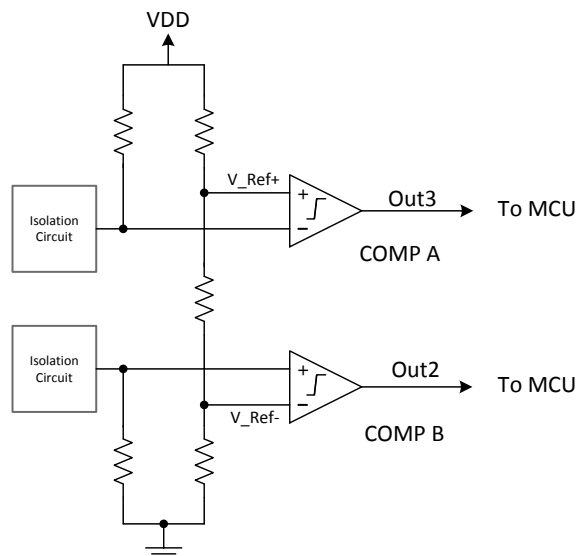 VDD
V_Ref+
+
Out3
To MCU
Isolation
Circuit
−
COMP A
Isolation
Circuit
+
Out2
To MCU
−
V_Ref-
COMP B